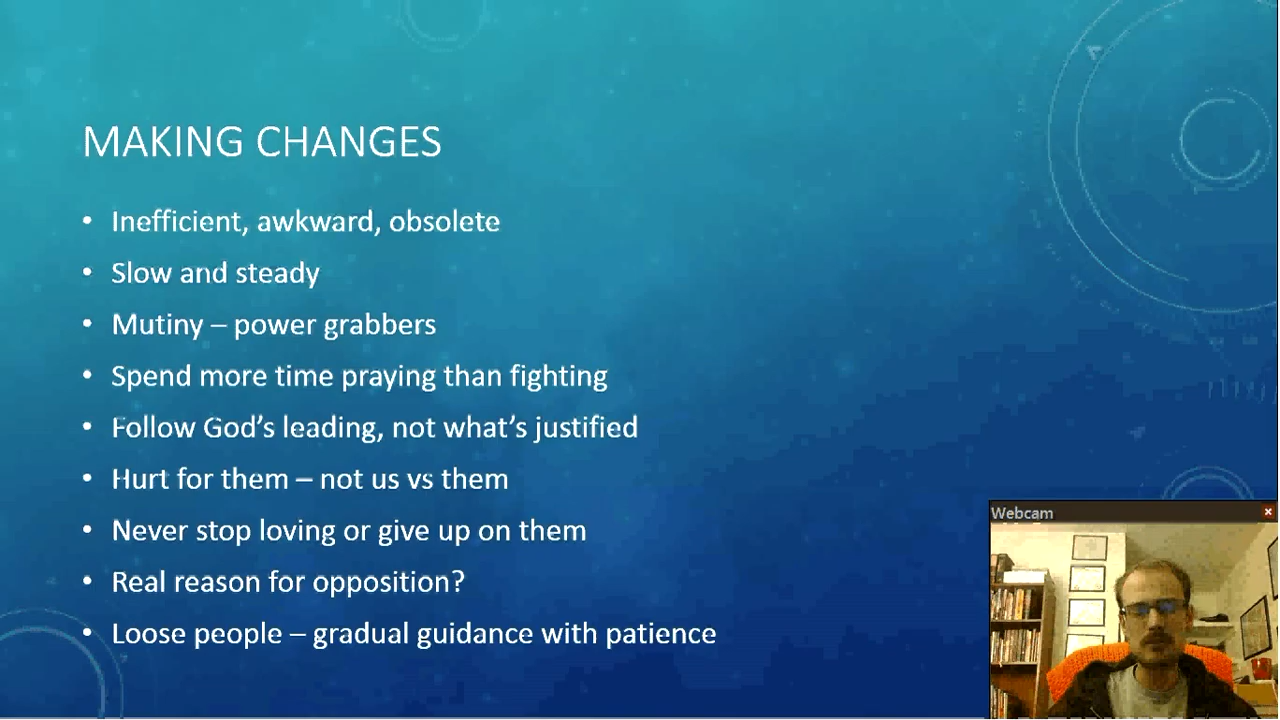 MAKING CHANGES
• Inefficient, awkward, obsolete
• Slow and steady
• Mutiny – power grabbers
• Spend more time praying than fighting
• Follow God’s leading, not what’s justified
• Hurt for them – not us vs them
• Never stop loving or give up on them
• Real reason for opposition?
• Loose people – gradual guidance with patience
Webcam